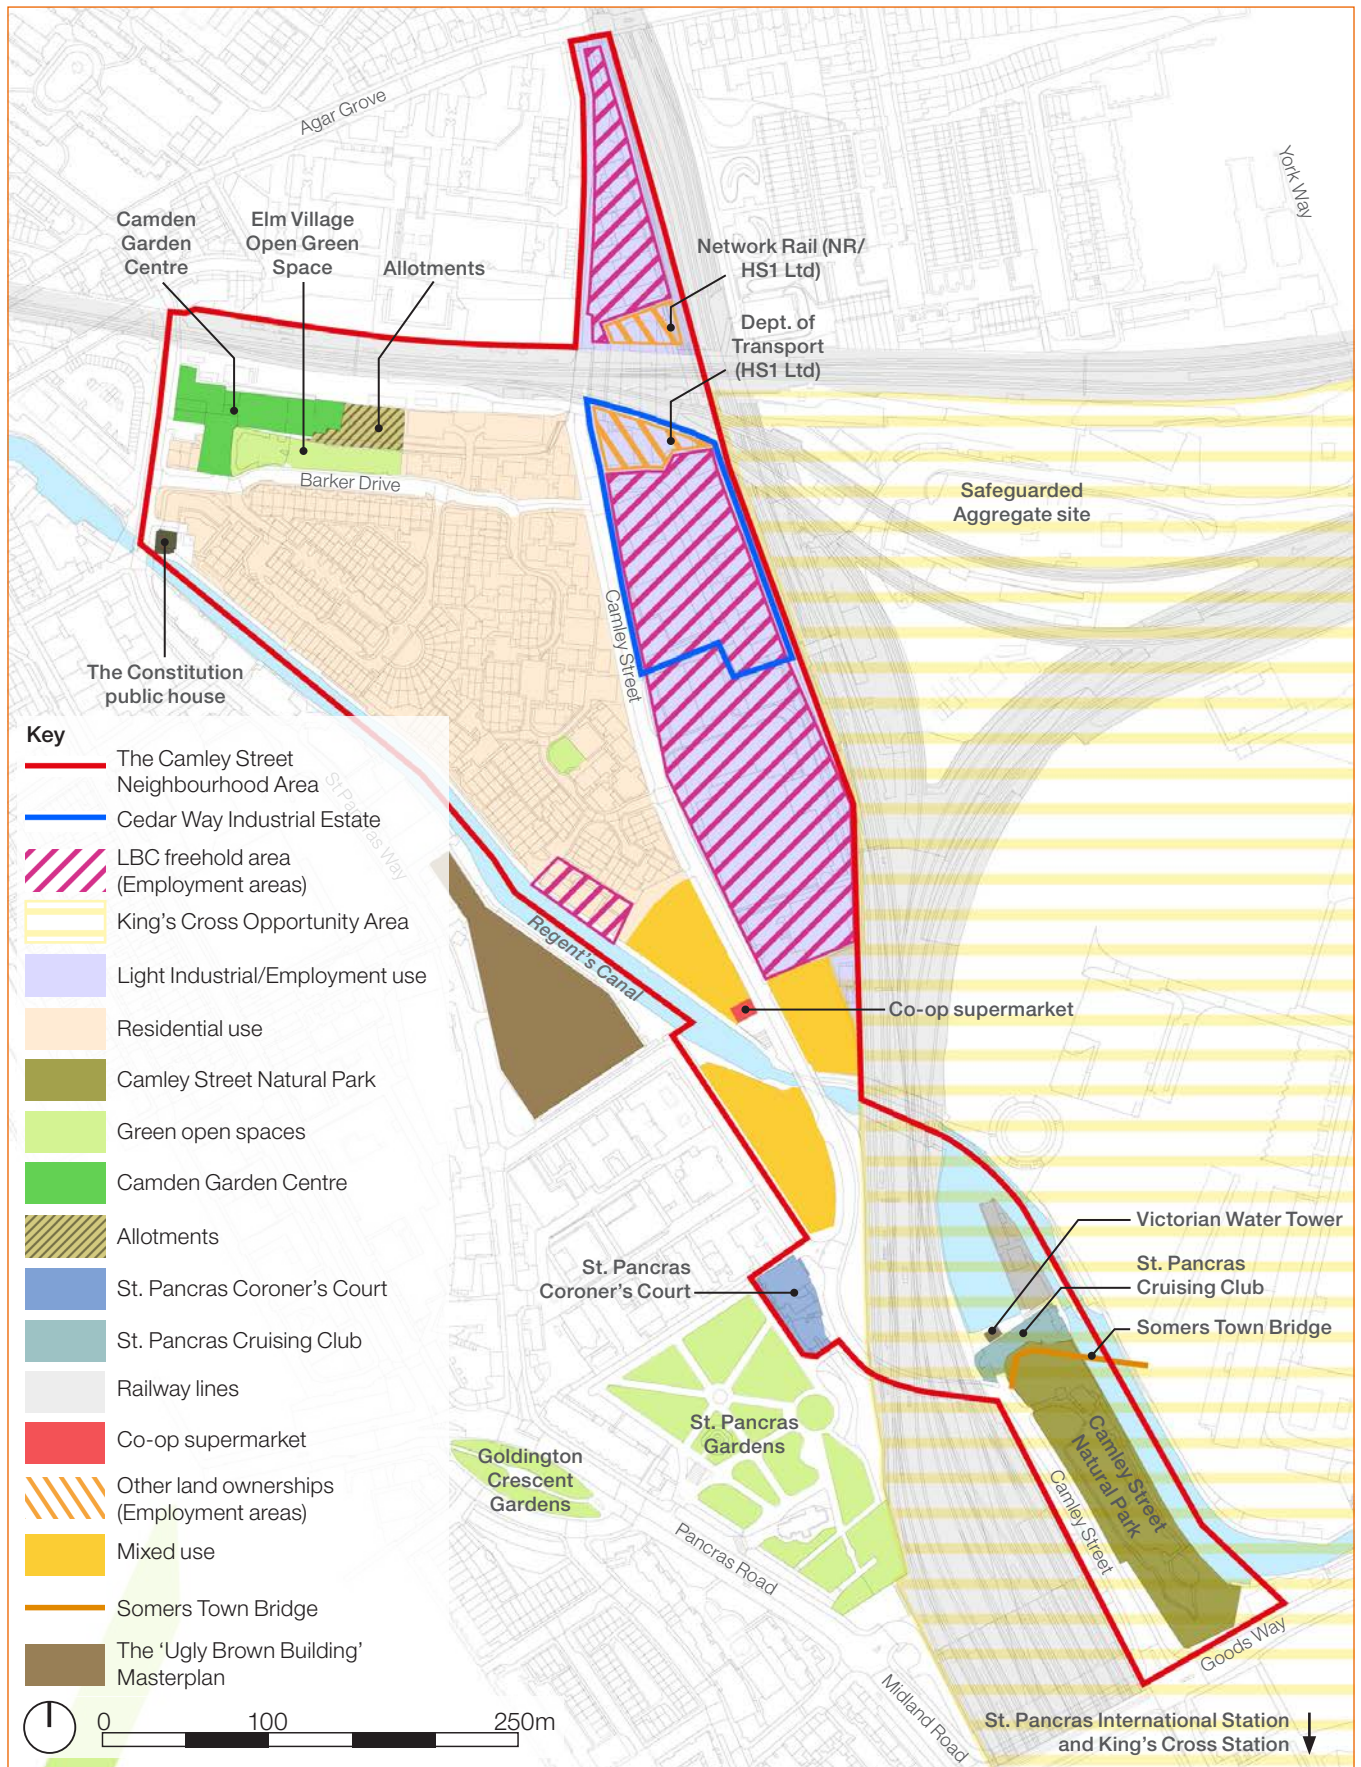 Agar Grove
York Way
Camden
Garden
Centre
Elm Village
Open Green
Space
Allotments
Network Rail (NR/
HS1 Ltd)
Dept. of
Transport
(HS1 Ltd)
Safeguarded
Aggregate site
Barker Drive
Camley Street
The Constitution
public house
St Pancras Way
Regent's Canal
Co-op supermarket
Victorian Water Tower
St. Pancras
Cruising Club
Somers Town Bridge
St. Pancras
Coroner's Court
St. Pancras
Gardens
Goldington
Crescent
Gardens
Camley Street
Natural Park
Camley Street
Pancras Road
Goods Way
Midland Road
St. Pancras International Station
and King's Cross Station
Key
The Camley Street
Neighbourhood Area
Cedar Way Industrial Estate
LBC freehold area
(Employment areas)
King's Cross Opportunity Area
Light Industrial/Employment use
Residential use
Camley Street Natural Park
Green open spaces
Camden Garden Centre
Allotments
St. Pancras Coroner's Court
St. Pancras Cruising Club
Railway lines
Co-op supermarket
Other land ownerships
(Employment areas)
Mixed use
Somers Town Bridge
The 'Ugly Brown Building'
Masterplan
0 100 250m